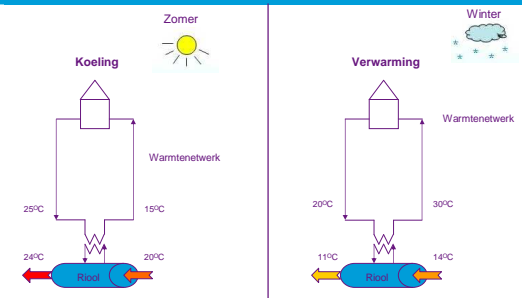 Zomer
Koeling
Warmtenetwerk
25ºC
15ºC
24ºC
20ºC
Riool
Winter
Verwarming
Warmtenetwerk
20ºC
30ºC
11ºC
14ºC
Riool